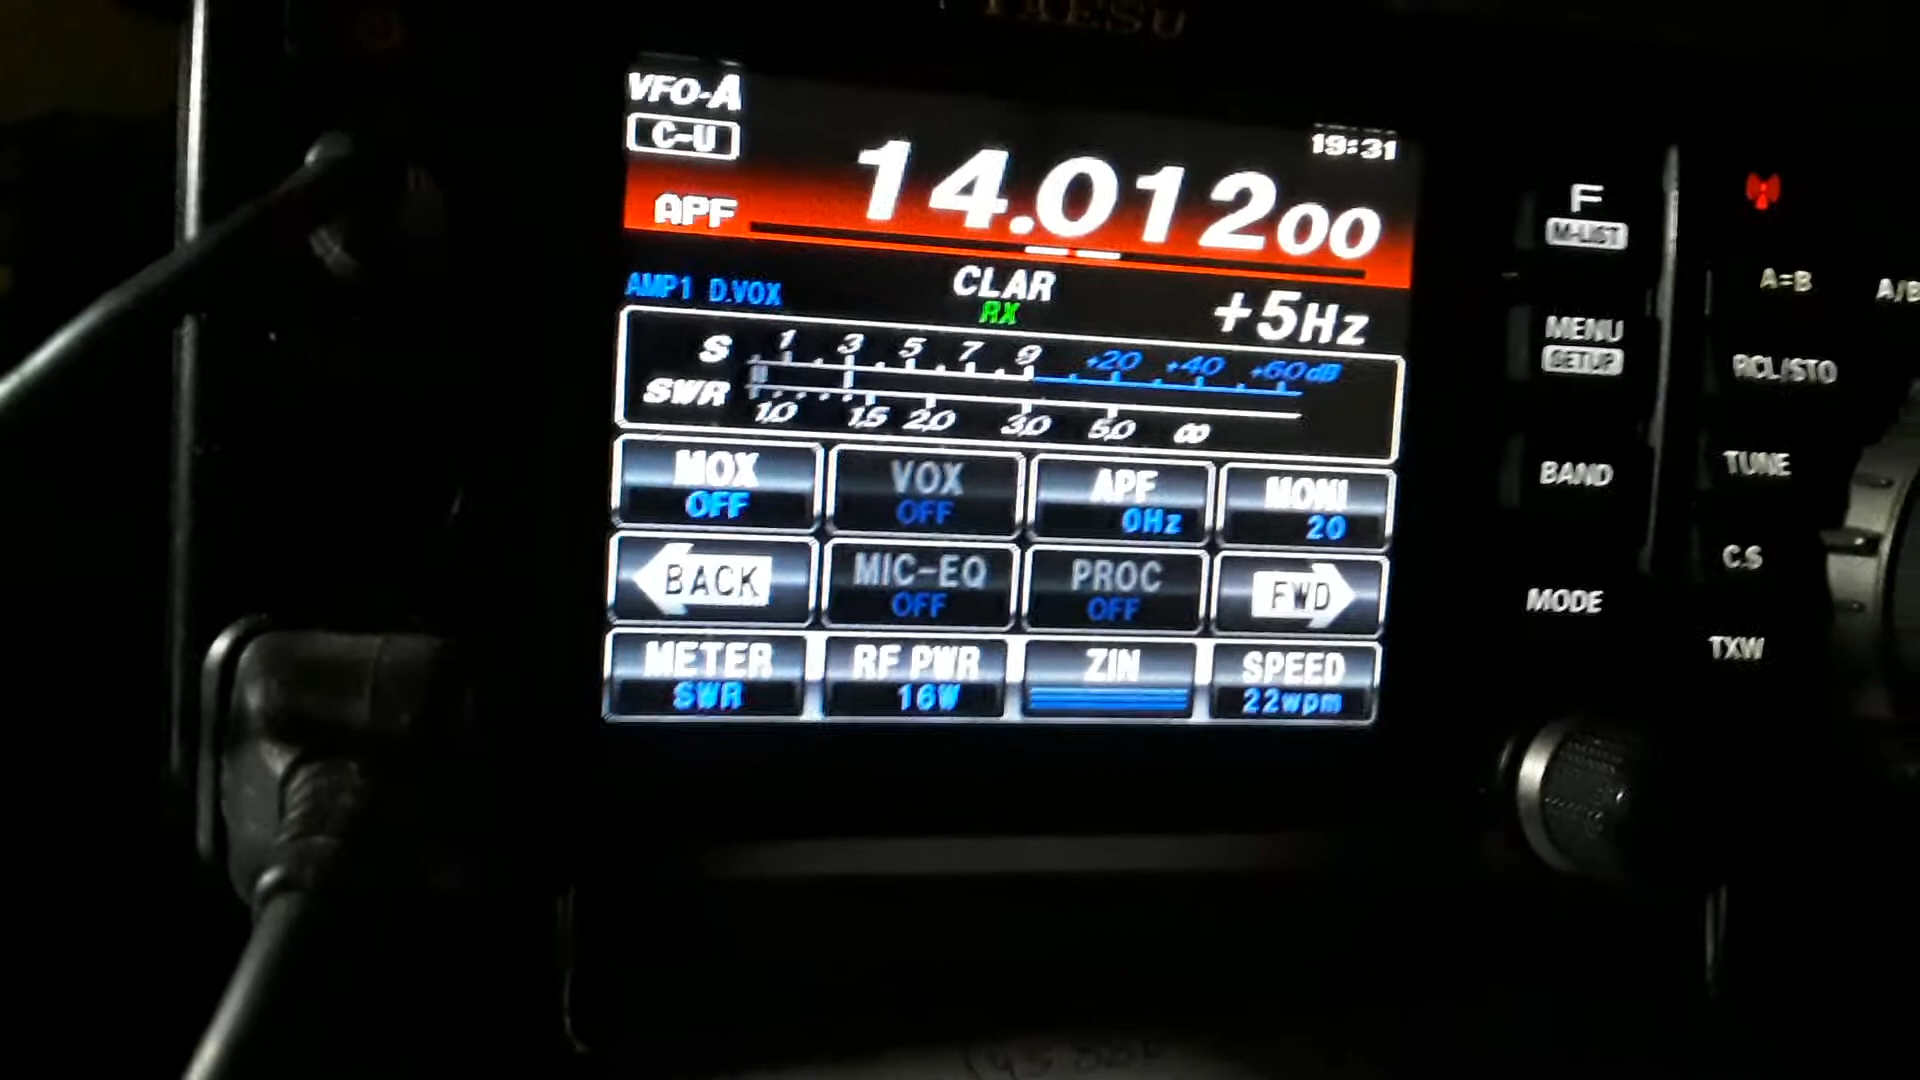 YAESU
VFO-A
C-U
19:31
14.01200
APF
AMP1 D.VOX
CLAR
RX
+5Hz
S 1 3 5 7 9 +20 +40 +60dB
SWR 1.0 1.5 2.0 3.0 5.0 ∞
MOX VOX APF MONI
OFF OFF 0Hz 20
BACK MIC-EQ PROC FWD
OFF OFF
METER RF PWR ZIN SPEED
SWR 16W 22wpm
F
M-LIST
MENU
SETUP
BAND
MODE
A=B A/B
RCL/STO
TUNE
C.S
TXW